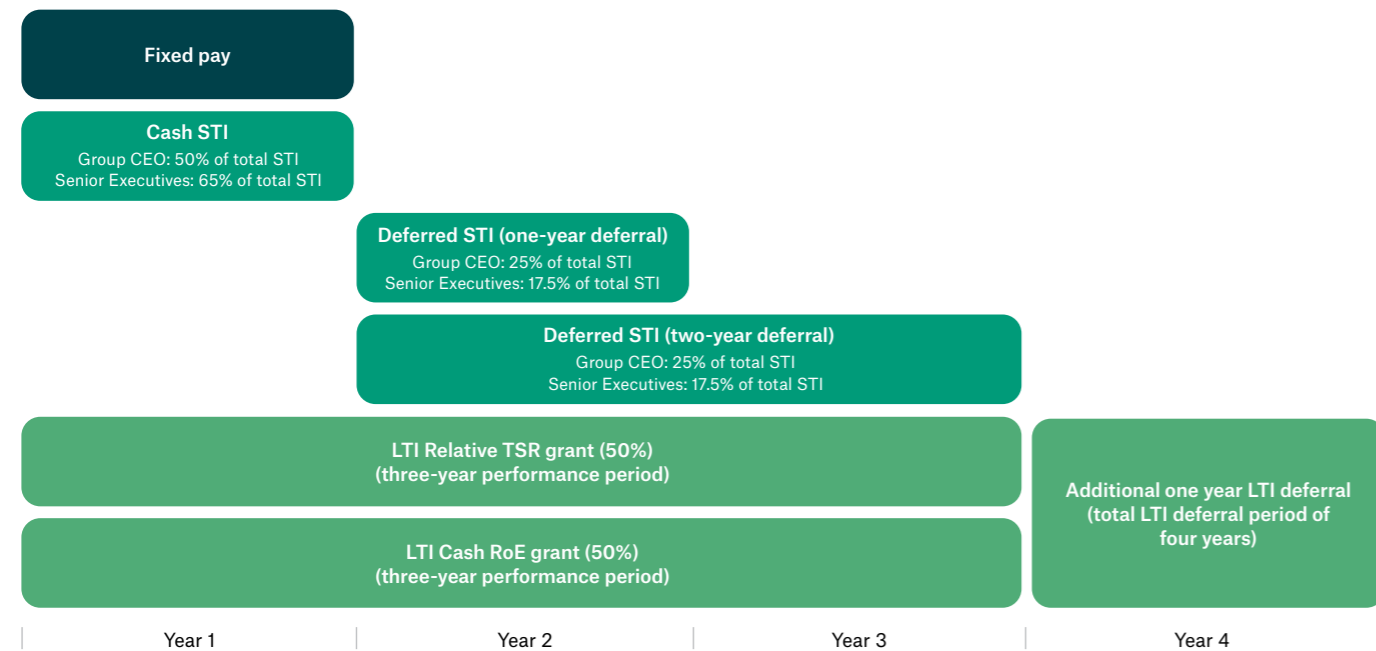 Fixed pay
Cash STI
Group CEO: 50% of total STI
Senior Executives: 65% of total STI
Deferred STI (one-year deferral)
Group CEO: 25% of total STI
Senior Executives: 17.5% of total STI
Deferred STI (two-year deferral)
Group CEO: 25% of total STI
Senior Executives: 17.5% of total STI
LTI Relative TSR grant (50%)
(three-year performance period)
LTI Cash RoE grant (50%)
(three-year performance period)
Additional one year LTI deferral
(total LTI deferral period of
four years)
Year 1
Year 2
Year 3
Year 4